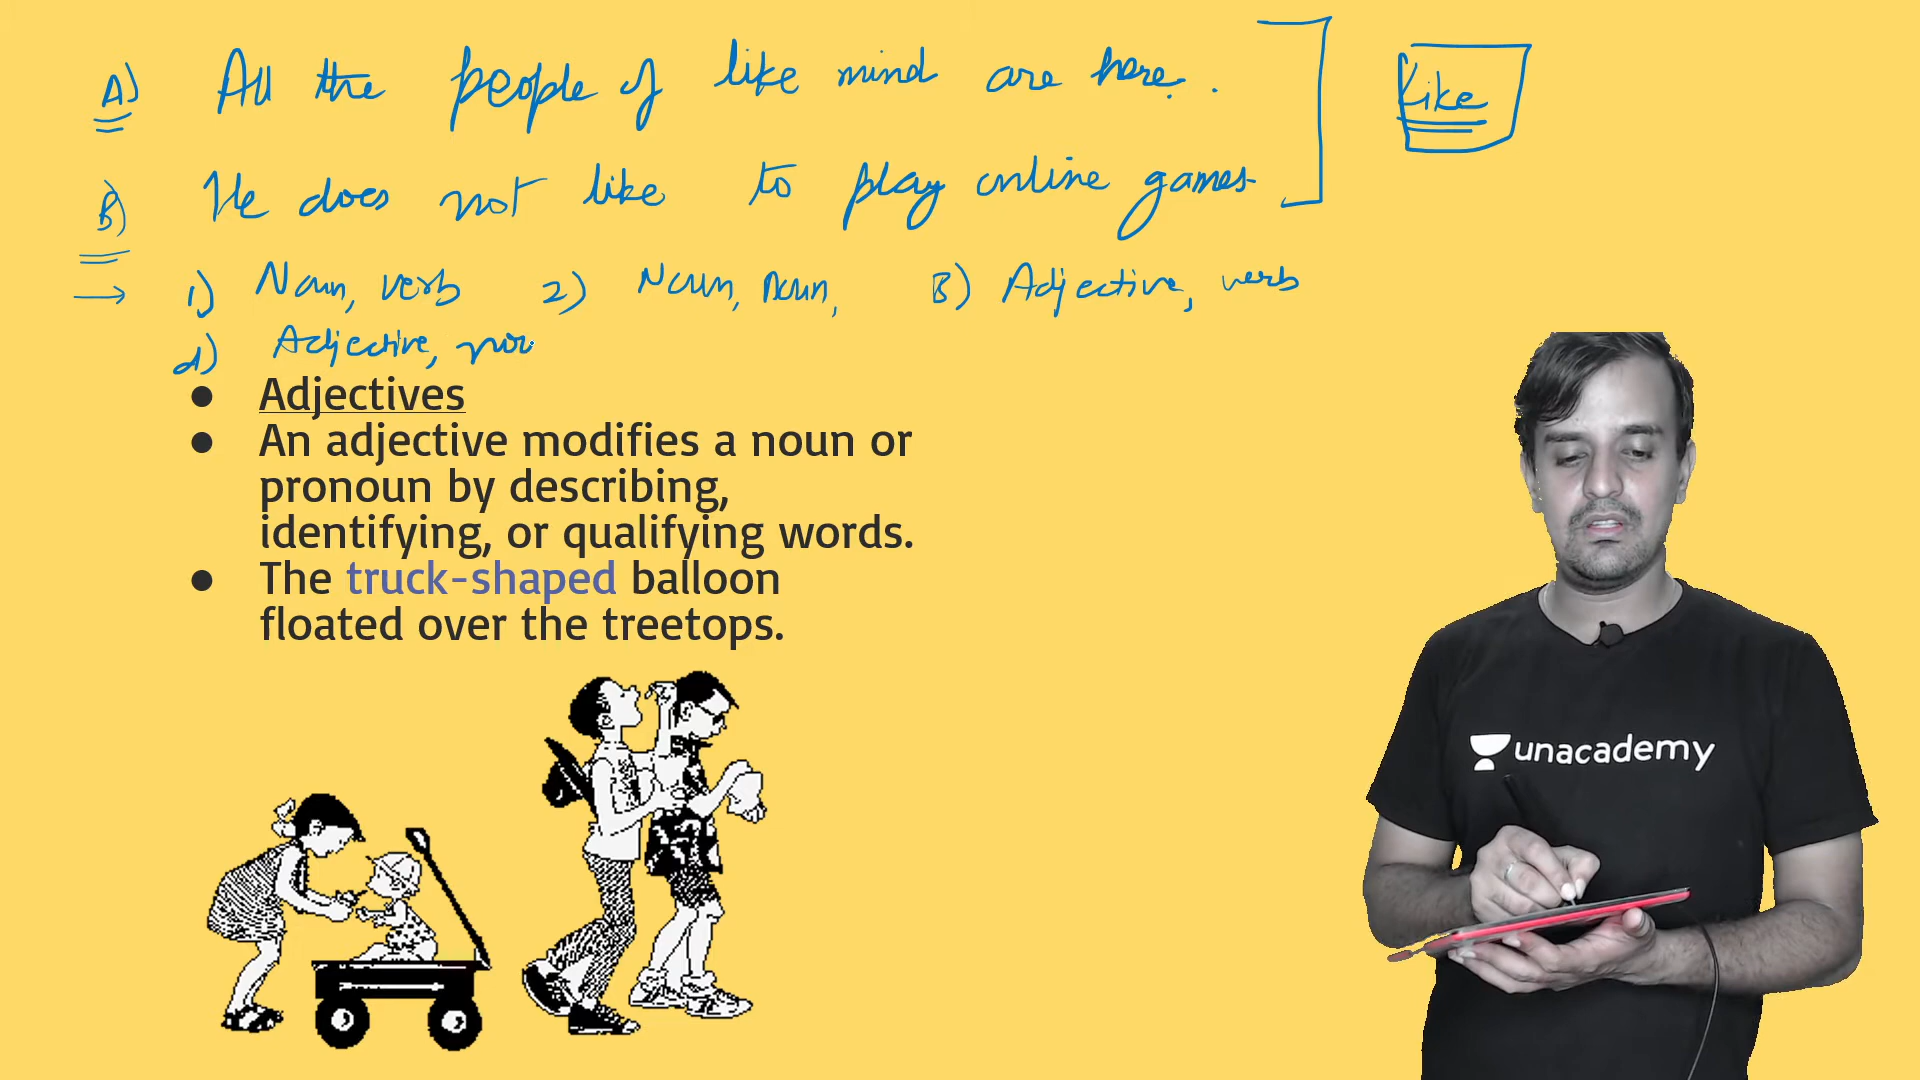 A) All the people of like mind are here.
like
B) He does not like to play online games
→ 1) Noun, verb 2) Noun, noun, B) Adjective, verb
d) Adjective, nou
● Adjectives
● An adjective modifies a noun or
pronoun by describing,
identifying, or qualifying words.
● The truck-shaped balloon
floated over the treetops.
unacademy